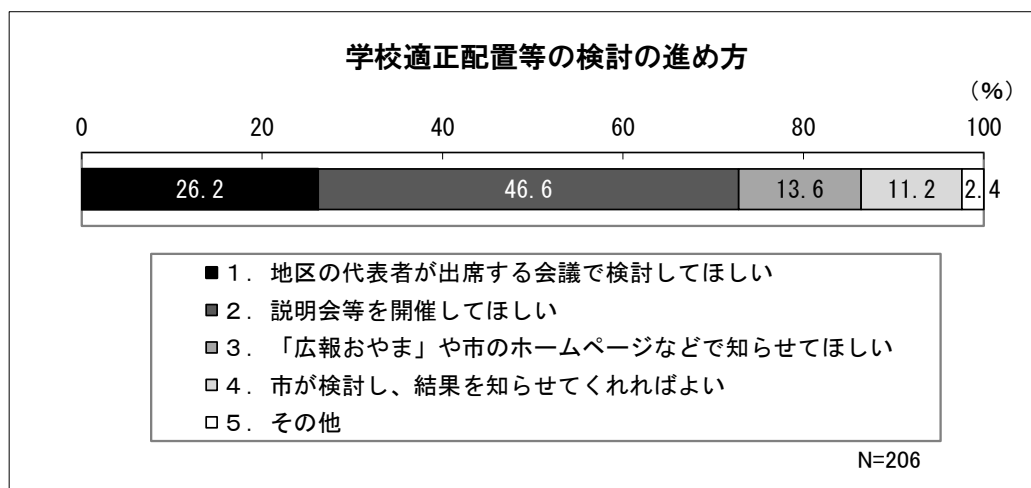 学校適正配置等の検討の進め方
（％）
0 20 40 60 80 100
26.2 46.6 13.6 11.2 2.4
1．地区の代表者が出席する会議で検討してほしい
2．説明会等を開催してほしい
3．「広報おやま」や市のホームページなどで知らせてほしい
4．市が検討し、結果を知らせてくれればよい
5．その他
N=206